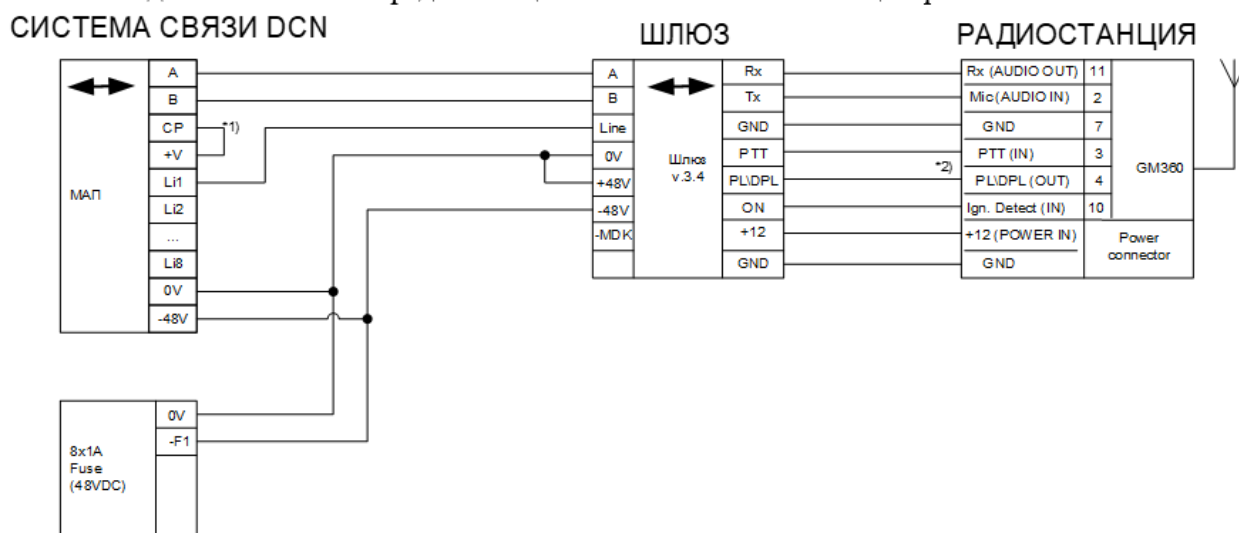 СИСТЕМА СВЯЗИ DCN
ШЛЮЗ
РАДИОСТАНЦИЯ
МАП
A
B
CP
+V
Li1
Li2
...
Li8
0V
-48V
*1)
A
B
Line
0V
+48V
-48V
-MDK
Шлюз
v.3.4
Rx
Tx
GND
PTT
PL\DPL
ON
+12
GND
*2)
Rx (AUDIO OUT) 11
Mic (AUDIO IN) 2
GND 7
PTT (IN) 3
PL\DPL (OUT) 4
Ign. Detect (IN) 10
+12 (POWER IN)
GND
GM360
Power
connector
8x1A
Fuse
(48VDC)
0V
-F1